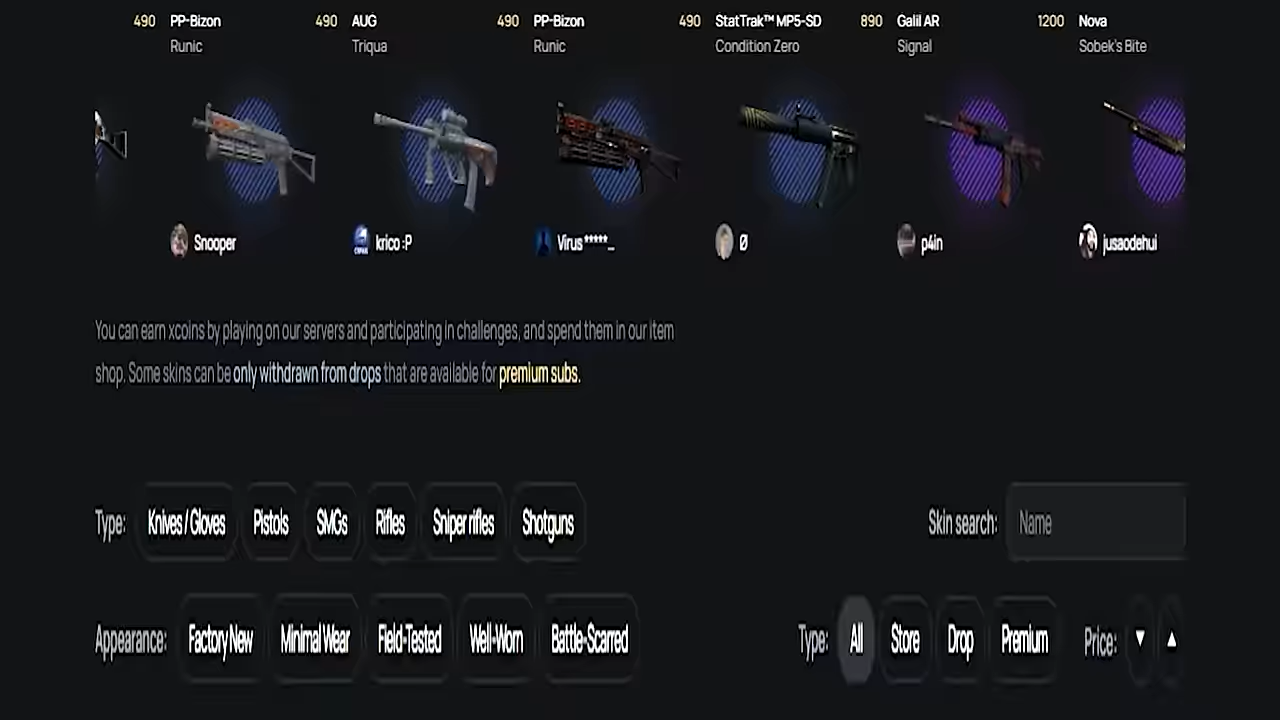 490 PP-Bizon 490 AUG 490 PP-Bizon 490 StatTrak™ MP5-SD 890 Galil AR 1200 Nova
Runic Triqua Runic Condition Zero Signal Sobek's Bite
Snooper krico :P Virus*****_ Ø p4in jusaodehui
You can earn xcoins by playing on our servers and participating in challenges, and spend them in our item
shop. Some skins can be only withdrawn from drops that are available for premium subs.
Type: Knives / Gloves Pistols SMGs Rifles Sniper rifles Shotguns Skin search: Name
Appearance: Factory New Minimal Wear Field-Tested Well-Worn Battle-Scarred Type: All Store Drop Premium Price: ▼ ▲